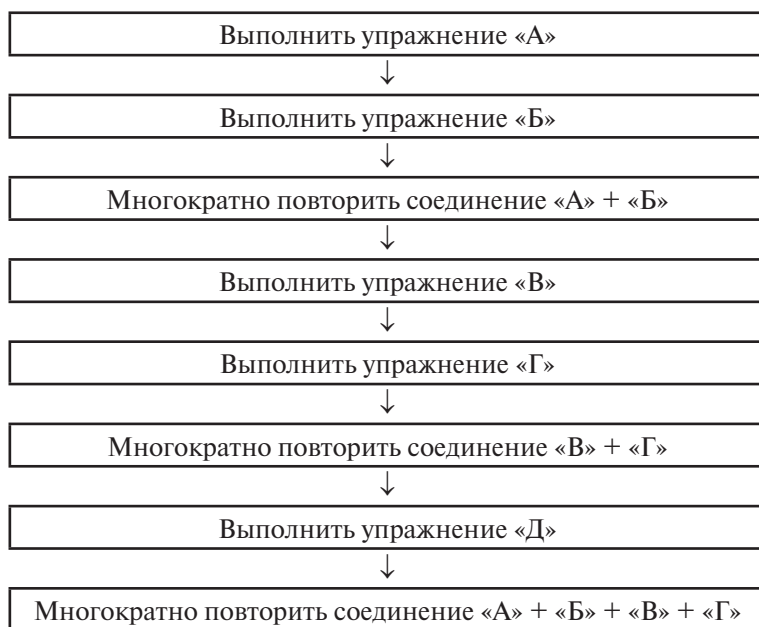 Выполнить упражнение «А»
↓
Выполнить упражнение «Б»
↓
Многократно повторить соединение «А» + «Б»
↓
Выполнить упражнение «В»
↓
Выполнить упражнение «Г»
↓
Многократно повторить соединение «В» + «Г»
↓
Выполнить упражнение «Д»
↓
Многократно повторить соединение «А» + «Б» + «В» + «Г»